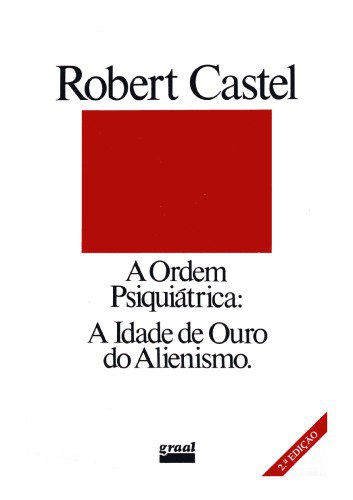 Robert Castel
A Ordem
Psiquiátrica:
A Idade de Ouro
do Alienismo.
graal
2.ª EDIÇÃO